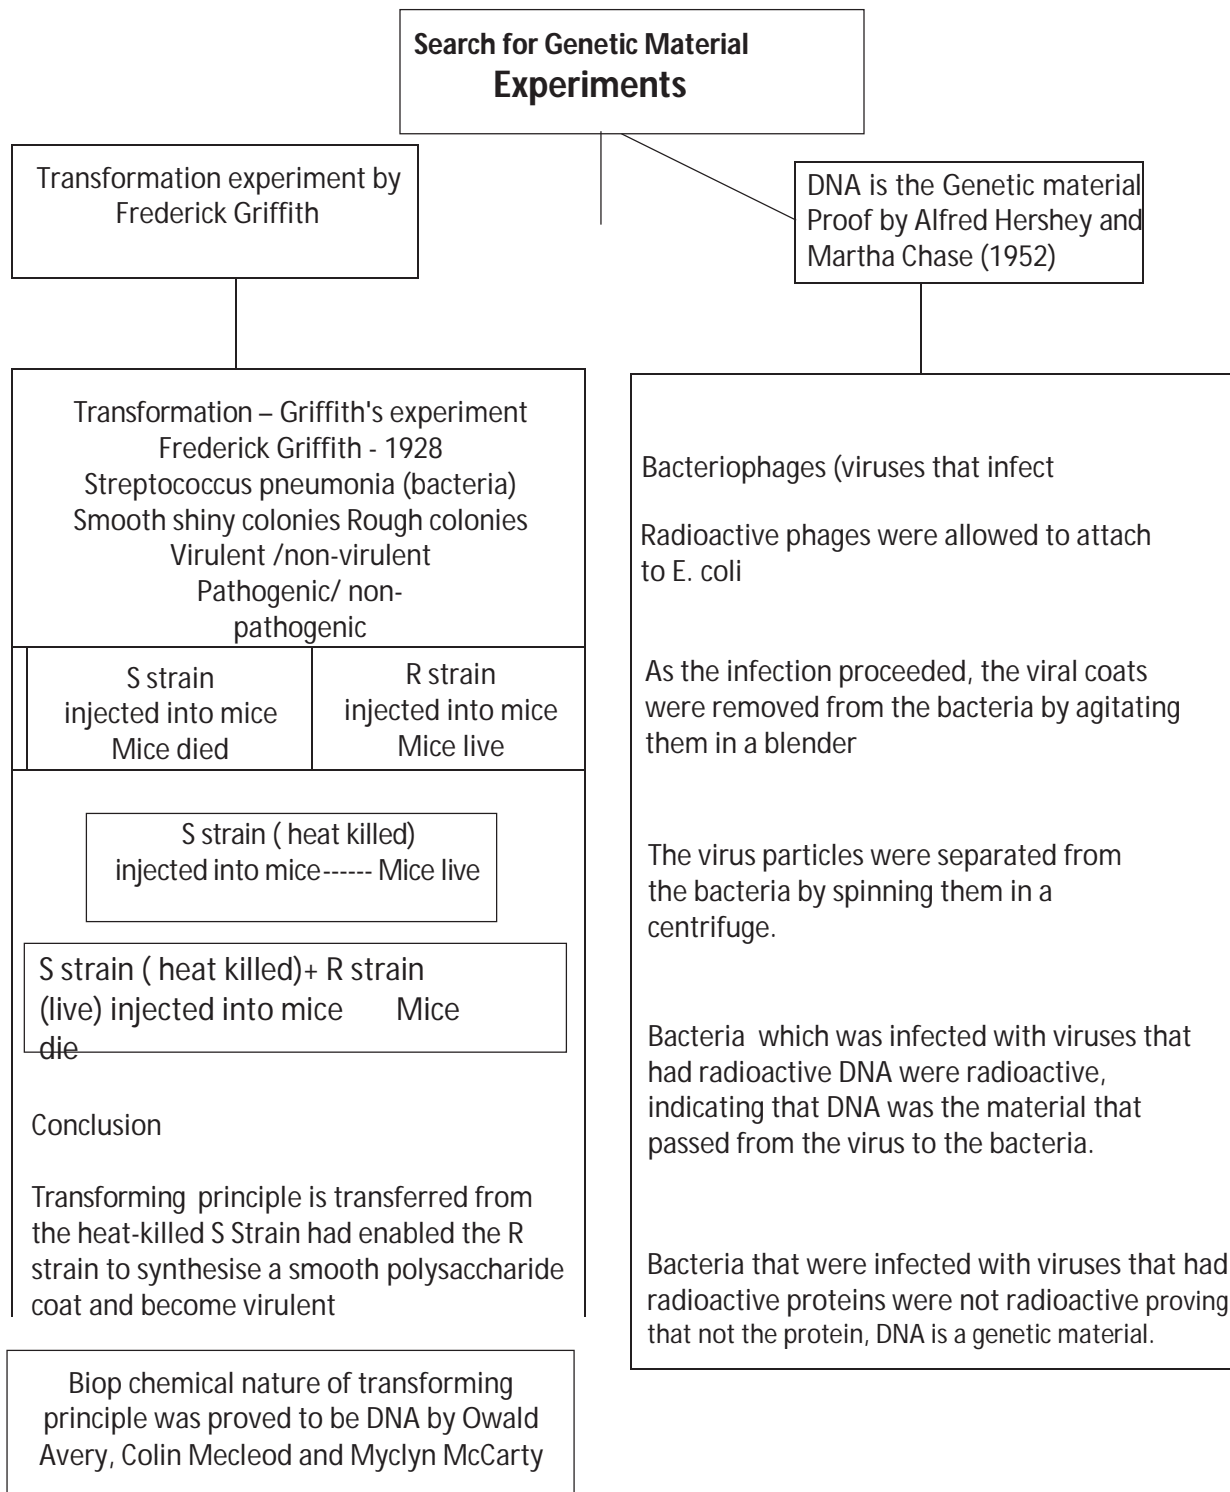 Search for Genetic Material
Experiments
Transformation experiment by
Frederick Griffith
DNA is the Genetic material
Proof by Alfred Hershey and
Martha Chase (1952)
Transformation – Griffith's experiment
Frederick Griffith - 1928
Streptococcus pneumonia (bacteria)
Smooth shiny colonies Rough colonies
Virulent /non-virulent
Pathogenic/ non-
pathogenic
S strain
injected into mice
Mice died
R strain
injected into mice
Mice live
S strain ( heat killed)
injected into mice------ Mice live
S strain ( heat killed)+ R strain
(live) injected into mice Mice
die
Conclusion
Transforming principle is transferred from
the heat-killed S Strain had enabled the R
strain to synthesise a smooth polysaccharide
coat and become virulent
Biop chemical nature of transforming
principle was proved to be DNA by Owald
Avery, Colin Mecleod and Myclyn McCarty
Bacteriophages (viruses that infect
Radioactive phages were allowed to attach
to E. coli
As the infection proceeded, the viral coats
were removed from the bacteria by agitating
them in a blender
The virus particles were separated from
the bacteria by spinning them in a
centrifuge.
Bacteria which was infected with viruses that
had radioactive DNA were radioactive,
indicating that DNA was the material that
passed from the virus to the bacteria.
Bacteria that were infected with viruses that had
radioactive proteins were not radioactive proving
that not the protein, DNA is a genetic material.